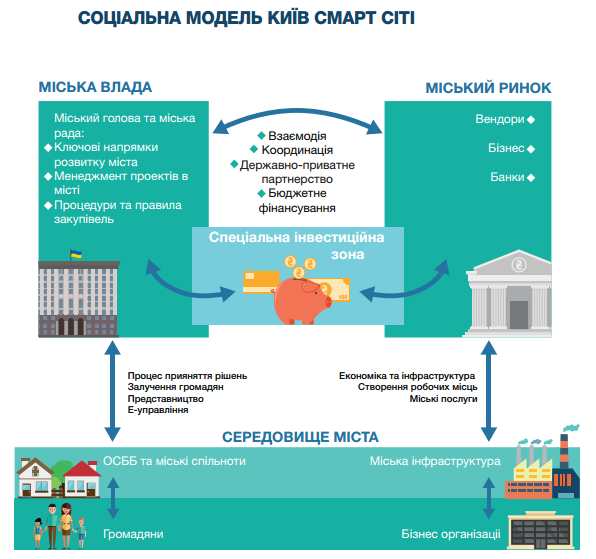 СОЦІАЛЬНА МОДЕЛЬ КИЇВ СМАРТ СІТІ
МІСЬКА ВЛАДА
Міський голова та міська
рада:
Ключові напрямки
розвитку міста
Менеджмент проектів в
місті
Процедури та правила
закупівель
Взаємодія
Координація
Державно-приватне
партнерство
Бюджетне
фінансування
МІСЬКИЙ РИНОК
Вендори
Бізнес
Банки
Спеціальна інвестиційна
зона
100
Процес прияняття рішень
Залучення громадян
Представництво
Е-управління
Економіка та інфраструктура
Створення робочих місць
Міські послуги
СЕРЕДОВИЩЕ МІСТА
ОСББ та міські спільноти
Міська інфраструктура
Громадяни
Бізнес організації